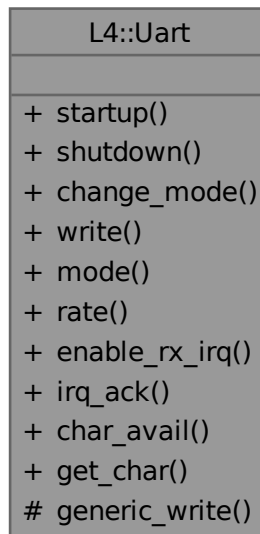 L4::Uart
+ startup()
+ shutdown()
+ change_mode()
+ write()
+ mode()
+ rate()
+ enable_rx_irq()
+ irq_ack()
+ char_avail()
+ get_char()
# generic_write()